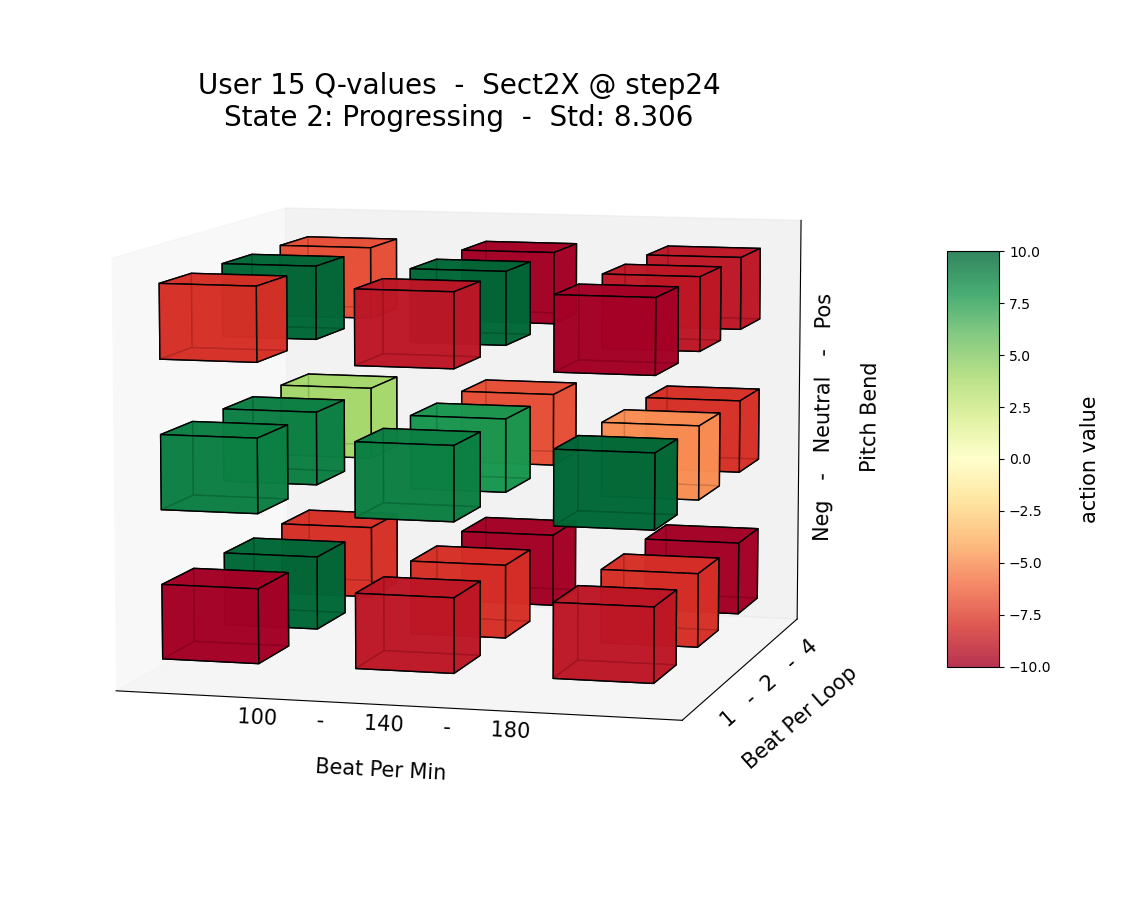 User 15 Q-values  -  Sect2X @ step24
State 2: Progressing  -  Std: 8.306
Neg   -   Neutral   -   Pos
Pitch Bend
100   -   140   -   180
Beat Per Min
1  -  2  -  4
Beat Per Loop
10.0
7.5
5.0
2.5
0.0
−2.5
−5.0
−7.5
−10.0
action value